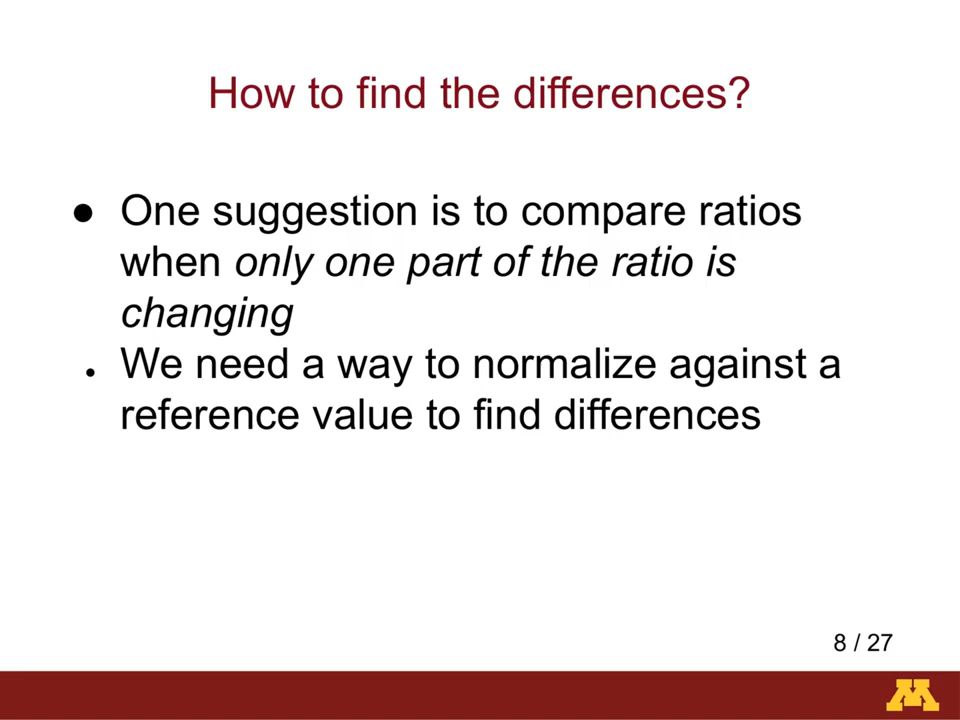 How to find the differences?
● One suggestion is to compare ratios
when only one part of the ratio is
changing
● We need a way to normalize against a
reference value to find differences
8 / 27
M